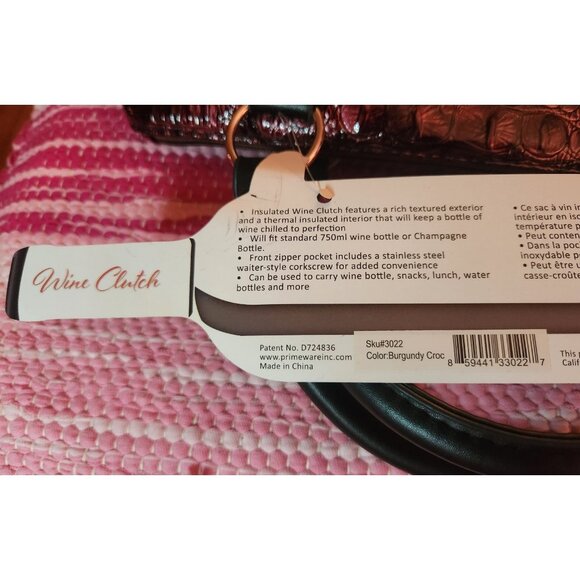 Wine Clutch
• Insulated Wine Clutch features a rich textured exterior
and a thermal insulated interior that will keep a bottle of
wine chilled to perfection
• Will fit standard 750ml wine bottle or Champagne
Bottle.
• Front zipper pocket includes a stainless steel
waiter-style corkscrew for added convenience
• Can be used to carry wine bottle, snacks, lunch, water
bottles and more
• Ce sac à vin i
intérieur en iso
température p
• Peut conten
• Dans la poc
inoxydable p
• Peut être u
casse-croûte
Patent No. D724836
www.primewareinc.com
Made in China
Sku#3022
Color:Burgundy Croc
8 59441 33022 7
This p
Calif